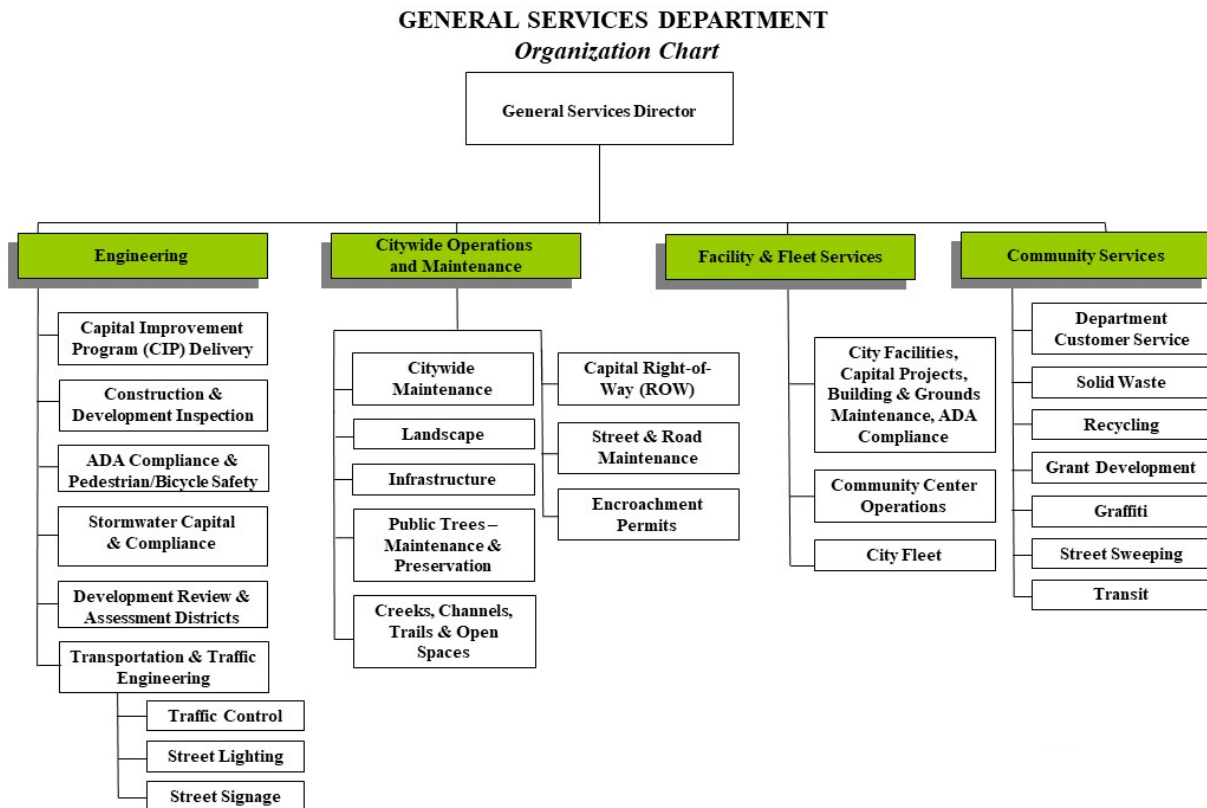 GENERAL SERVICES DEPARTMENT
Organization Chart
General Services Director
Engineering
Capital Improvement
Program (CIP) Delivery
Construction &
Development Inspection
ADA Compliance &
Pedestrian/Bicycle Safety
Stormwater Capital
& Compliance
Development Review &
Assessment Districts
Transportation & Traffic
Engineering
Traffic Control
Street Lighting
Street Signage
Citywide Operations
and Maintenance
Citywide
Maintenance
Landscape
Infrastructure
Public Trees –
Maintenance &
Preservation
Creeks, Channels,
Trails & Open
Spaces
Capital Right-of-
Way (ROW)
Street & Road
Maintenance
Encroachment
Permits
Facility & Fleet Services
City Facilities,
Capital Projects,
Building & Grounds
Maintenance, ADA
Compliance
Community Center
Operations
City Fleet
Community Services
Department
Customer Service
Solid Waste
Recycling
Grant Development
Graffiti
Street Sweeping
Transit